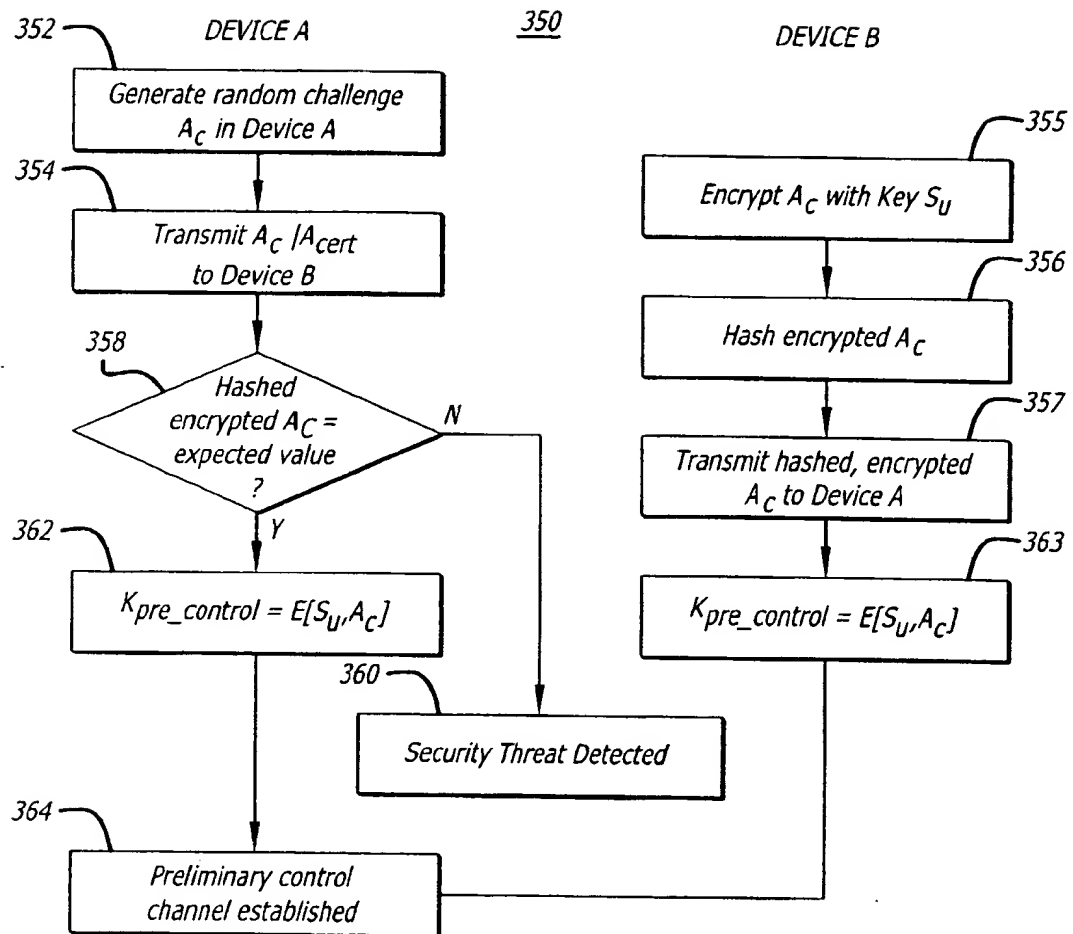 350
DEVICE A
DEVICE B
352
Generate random challenge
A_C in Device A
354
Transmit A_C | A_cert
to Device B
358
Hashed
encrypted A_C =
expected value
?
N
Y
362
K_pre_control = E[S_u, A_C]
360
Security Threat Detected
364
Preliminary control
channel established
355
Encrypt A_C with Key S_u
356
Hash encrypted A_C
357
Transmit hashed, encrypted
A_C to Device A
363
K_pre_control = E[S_u, A_C]